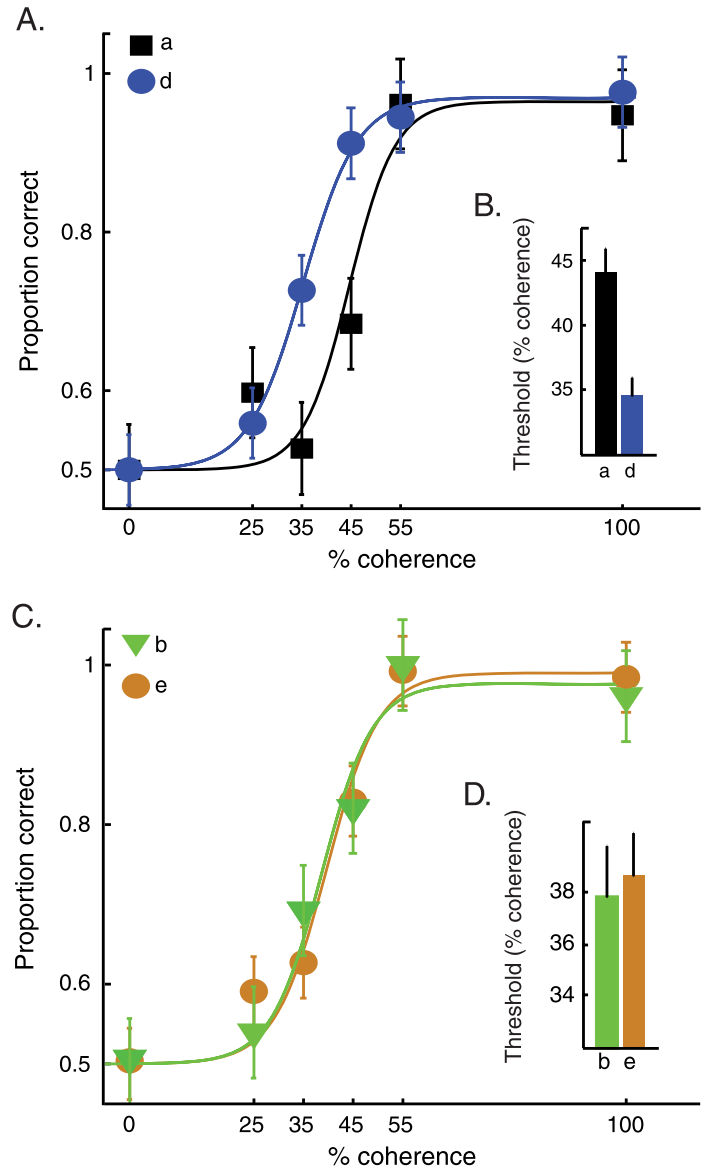 A.
a
d
1
0.8
0.6
0.5
Proportion correct
0 25 35 45 55 100
% coherence
B.
45
40
35
Threshold (% coherence)
a d
C.
b
e
1
0.8
0.6
0.5
Proportion correct
0 25 35 45 55 100
% coherence
D.
38
36
34
Threshold (% coherence)
b e